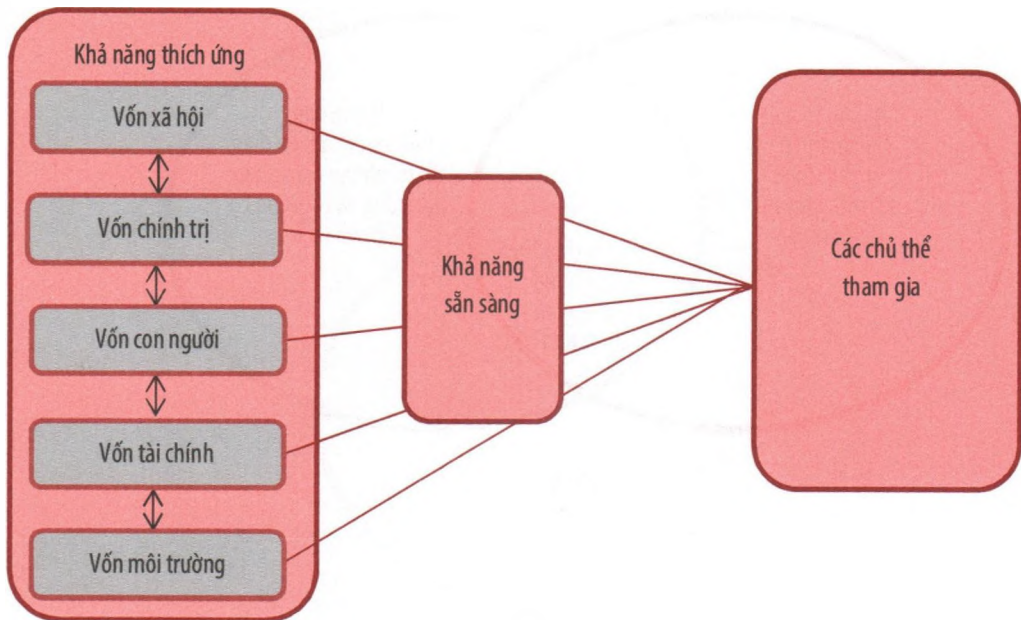 Khả năng thích ứng
Vốn xã hội
Vốn chính trị
Vốn con người
Vốn tài chính
Vốn môi trường
Khả năng
sẵn sàng
Các chủ thể
tham gia